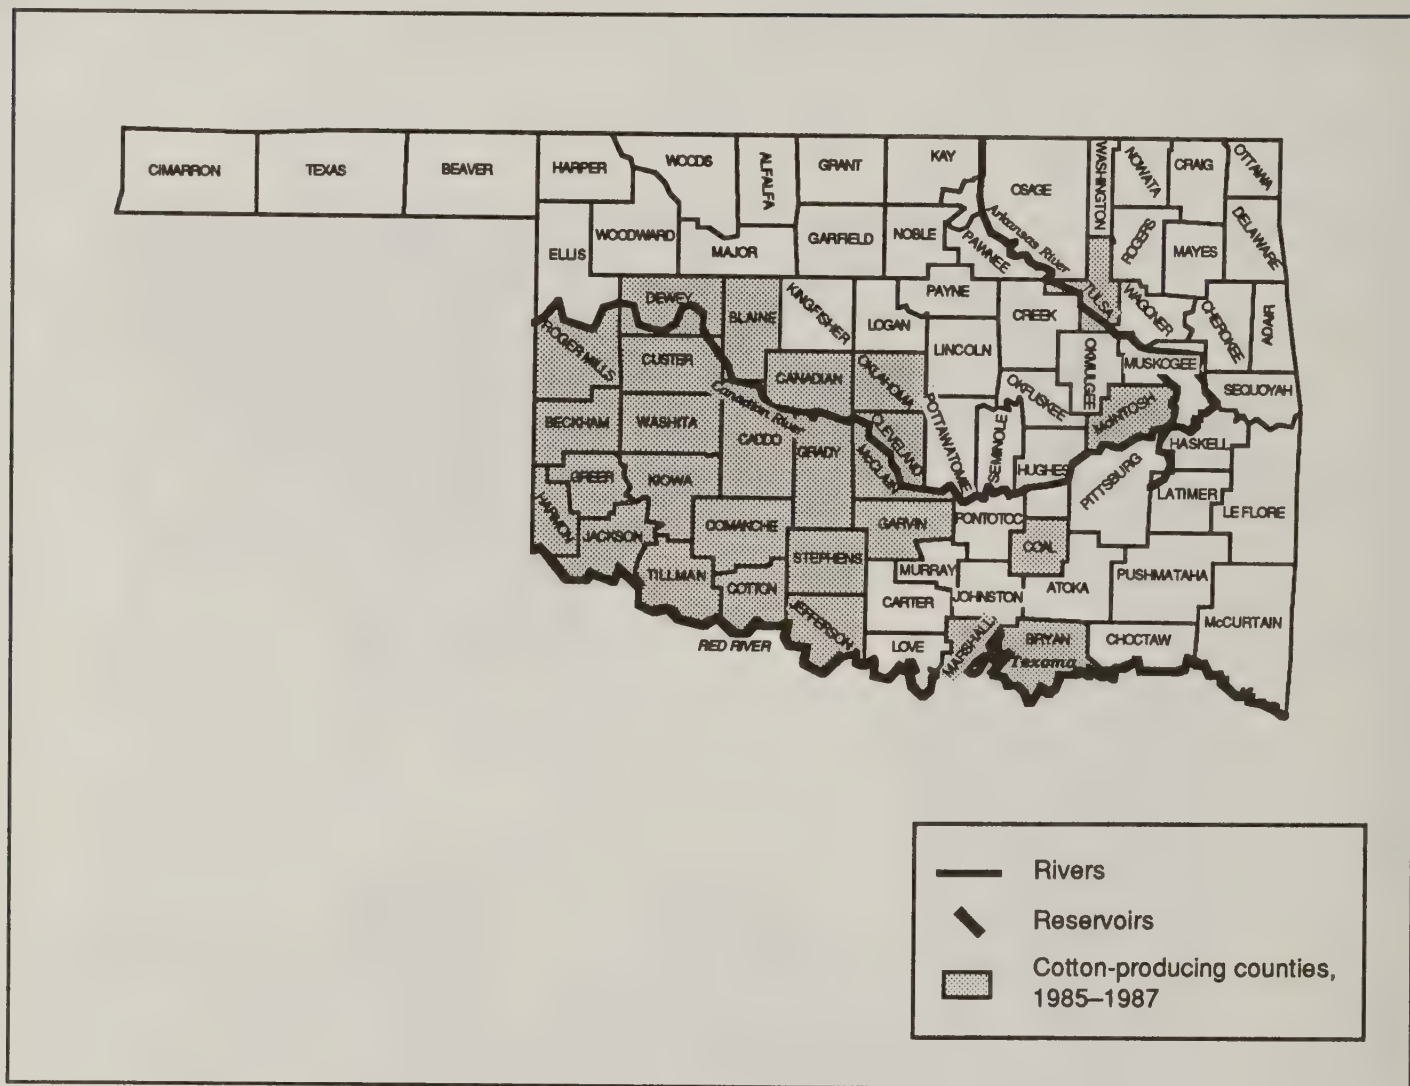 CIMARRON
TEXAS
BEAVER
HARPER
WOODS
ALFALFA
GRANT
KAY
OSAGE
WASHINGTON
NOWATA
CRAIG
OTTAWA
ELLIS
WOODWARD
MAJOR
GARFIELD
NOBLE
PAWNEE
Arkansas River
ROGERS
MAYES
DELAWARE
DEWEY
BLAINE
KINGFISHER
LOGAN
PAYNE
CREEK
TULSA
WAGONER
CHEROKEE
ADAIR
ROGER MILLS
CUSTER
CANADIAN
OKLAHOMA
LINCOLN
OKFUSKEE
OKMULGEE
MUSKOGEE
SEQUOYAH
BECKHAM
WASHITA
Canadian River
CADDO
GRADY
CLEVELAND
McCLAIN
POTTAWATOME
SEMINOLE
HUGHES
McINTOSH
PITTSBURG
HASKELL
GREER
KIOWA
HARMON
JACKSON
DOMANCHE
GARVIN
PONTOTOC
COAL
LATIMER
LE FLORE
TILLMAN
COTTON
STEPHENS
MURRAY
CARTER
JOHNSTON
ATOKA
PUSHMATAHA
McCURTAIN
JEFFERSON
LOVE
MARSHALL
BRYAN
Texoma
CHOCTAW
RED RIVER
Rivers
Reservoirs
Cotton-producing counties,
1985–1987